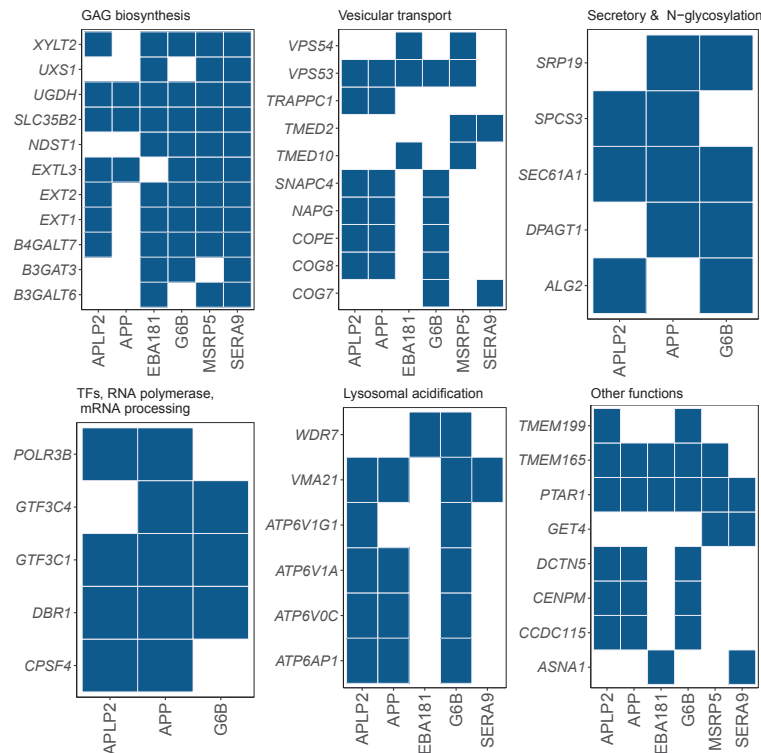 GAG biosynthesis
XYLT2
UXS1
UGDH
SLC35B2
NDST1
EXTL3
EXT2
EXT1
B4GALT7
B3GAT3
B3GALT6
APLP2
APP
EBA181
G6B
MSRP5
SERA9
Vesicular transport
VPS54
VPS53
TRAPPC1
TMED2
TMED10
SNAPC4
NAPG
COPE
COG8
COG7
APLP2
APP
EBA181
G6B
MSRP5
SERA9
Secretory & N−glycosylation
SRP19
SPCS3
SEC61A1
DPAGT1
ALG2
APLP2
APP
G6B
TFs, RNA polymerase,
mRNA processing
POLR3B
GTF3C4
GTF3C1
DBR1
CPSF4
APLP2
APP
G6B
Lysosomal acidification
WDR7
VMA21
ATP6V1G1
ATP6V1A
ATP6V0C
ATP6AP1
APLP2
APP
EBA181
G6B
SERA9
Other functions
TMEM199
TMEM165
PTAR1
GET4
DCTN5
CENPM
CCDC115
ASNA1
APLP2
APP
EBA181
G6B
MSRP5
SERA9